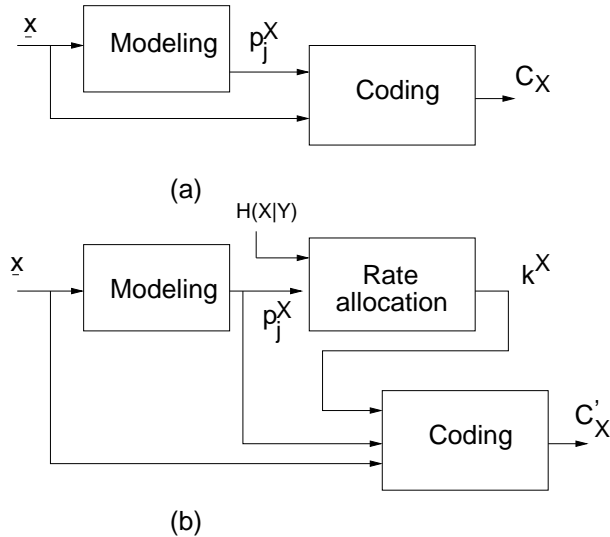 x
Modeling
p_j^X
Coding
C_X
(a)
H(X|Y)
x
Modeling
p_j^X
Rate
allocation
k^X
Coding
C'_X
(b)